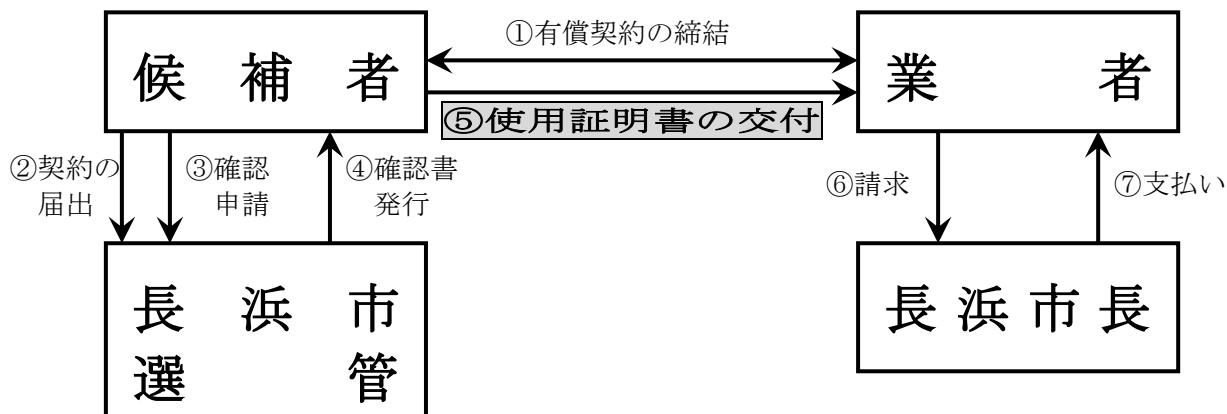 ①有償契約の締結
候補者
業者
⑤使用証明書の交付
②契約の
届出
③確認
申請
④確認書
発行
⑥請求
⑦支払い
長浜市
選管
長浜市長